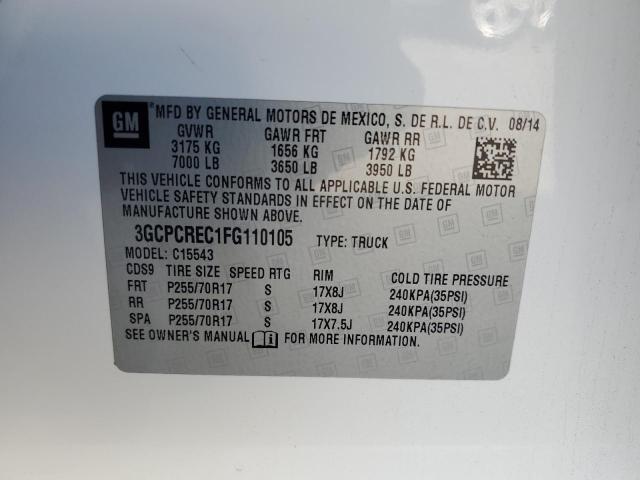 GM MFD BY GENERAL MOTORS DE MEXICO, S. DE R.L. DE C.V. 08/14
GVWR GAWR FRT GAWR RR
3175 KG 1656 KG 1792 KG
7000 LB 3650 LB 3950 LB
THIS VEHICLE CONFORMS TO ALL APPLICABLE U.S. FEDERAL MOTOR
VEHICLE SAFETY STANDARDS IN EFFECT ON THE DATE OF
MANUFACTURE SHOWN ABOVE.
3GCPCREC1FG110105 TYPE: TRUCK
MODEL: C15543
CDS9 TIRE SIZE SPEED RTG RIM COLD TIRE PRESSURE
FRT P255/70R17 S 17X8J 240KPA(35PSI)
RR P255/70R17 S 17X8J 240KPA(35PSI)
SPA P255/70R17 S 17X7.5J 240KPA(35PSI)
SEE OWNER'S MANUAL FOR MORE INFORMATION.